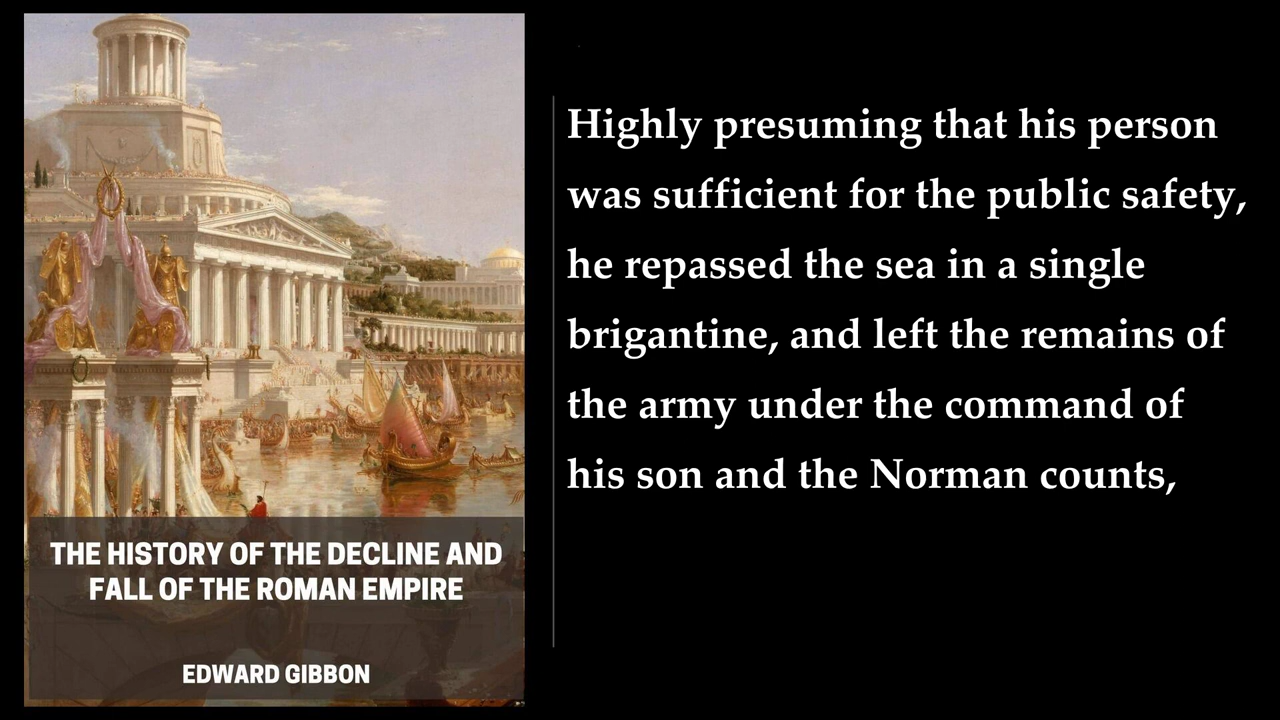 THE HISTORY OF THE DECLINE AND
FALL OF THE ROMAN EMPIRE
EDWARD GIBBON
Highly presuming that his person
was sufficient for the public safety,
he repassed the sea in a single
brigantine, and left the remains of
the army under the command of
his son and the Norman counts,